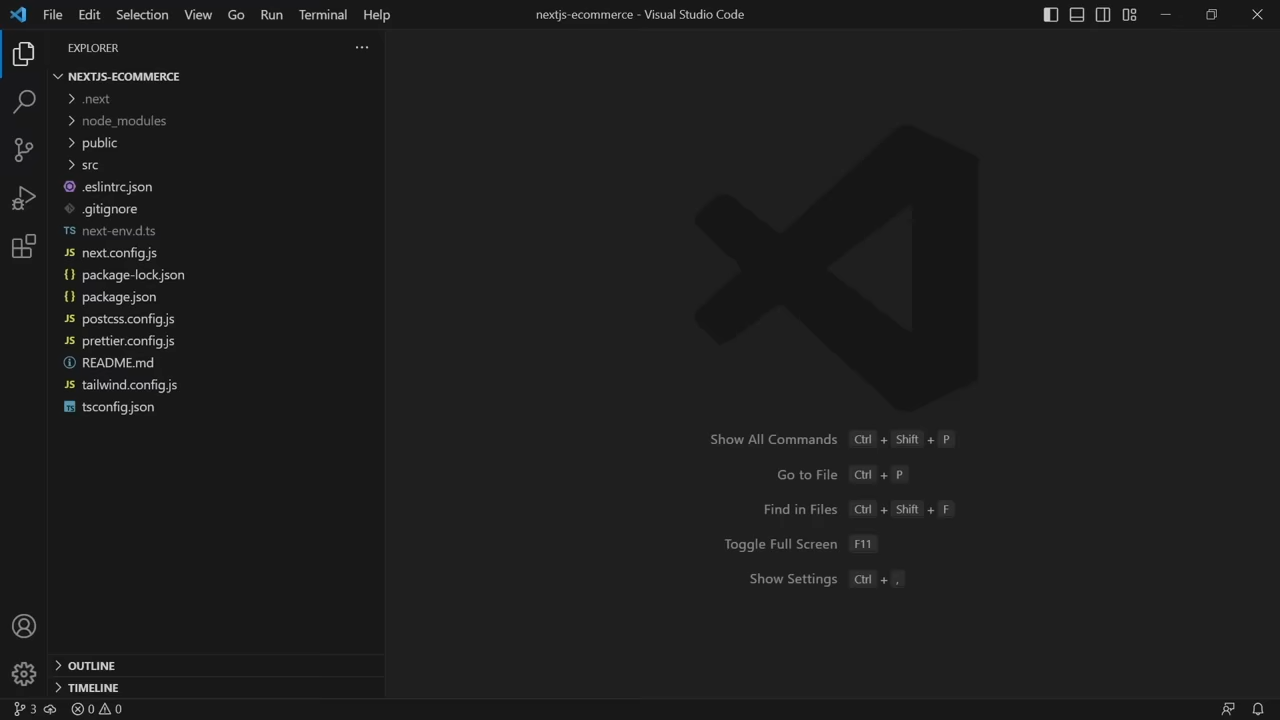 File Edit Selection View Go Run Terminal Help
nextjs-ecommerce - Visual Studio Code
EXPLORER
NEXTJS-ECOMMERCE
.next
node_modules
public
src
.eslintrc.json
.gitignore
TS next-env.d.ts
JS next.config.js
{ } package-lock.json
{ } package.json
JS postcss.config.js
JS prettier.config.js
README.md
JS tailwind.config.js
TS tsconfig.json
Show All Commands Ctrl + Shift + P
Go to File Ctrl + P
Find in Files Ctrl + Shift + F
Toggle Full Screen F11
Show Settings Ctrl + ,
OUTLINE
TIMELINE
3 0 0